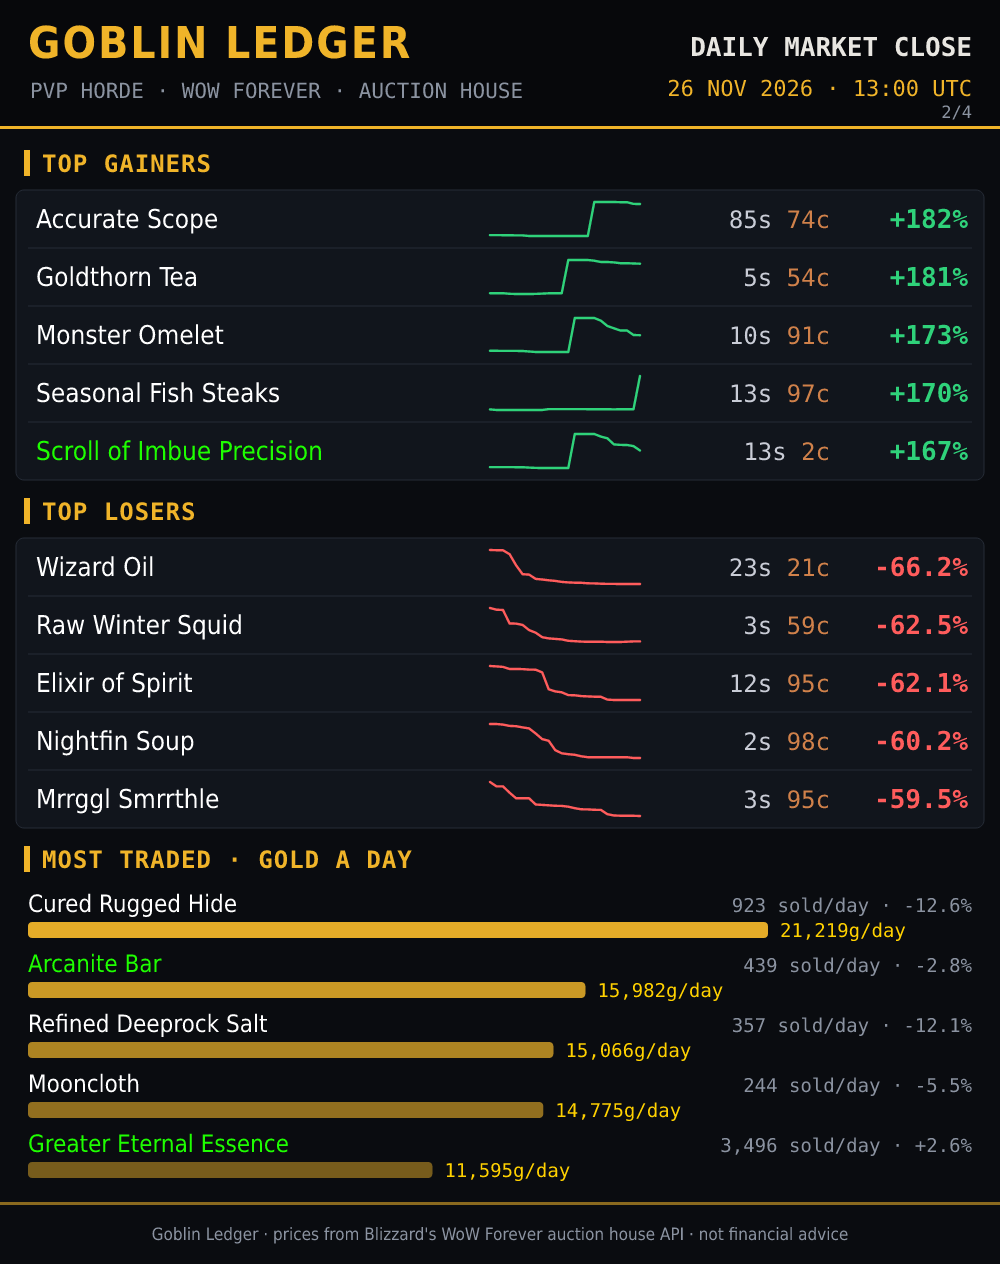 GOBLIN LEDGER
DAILY MARKET CLOSE
PVP HORDE · WOW FOREVER · AUCTION HOUSE
26 NOV 2026 · 13:00 UTC
2/4
TOP GAINERS
Accurate Scope 85s 74c +182%
Goldthorn Tea 5s 54c +181%
Monster Omelet 10s 91c +173%
Seasonal Fish Steaks 13s 97c +170%
Scroll of Imbue Precision 13s 2c +167%
TOP LOSERS
Wizard Oil 23s 21c -66.2%
Raw Winter Squid 3s 59c -62.5%
Elixir of Spirit 12s 95c -62.1%
Nightfin Soup 2s 98c -60.2%
Mrrggl Smrrthle 3s 95c -59.5%
MOST TRADED · GOLD A DAY
Cured Rugged Hide 923 sold/day · -12.6%
21,219g/day
Arcanite Bar 439 sold/day · -2.8%
15,982g/day
Refined Deeprock Salt 357 sold/day · -12.1%
15,066g/day
Mooncloth 244 sold/day · -5.5%
14,775g/day
Greater Eternal Essence 3,496 sold/day · +2.6%
11,595g/day
Goblin Ledger · prices from Blizzard's WoW Forever auction house API · not financial advice